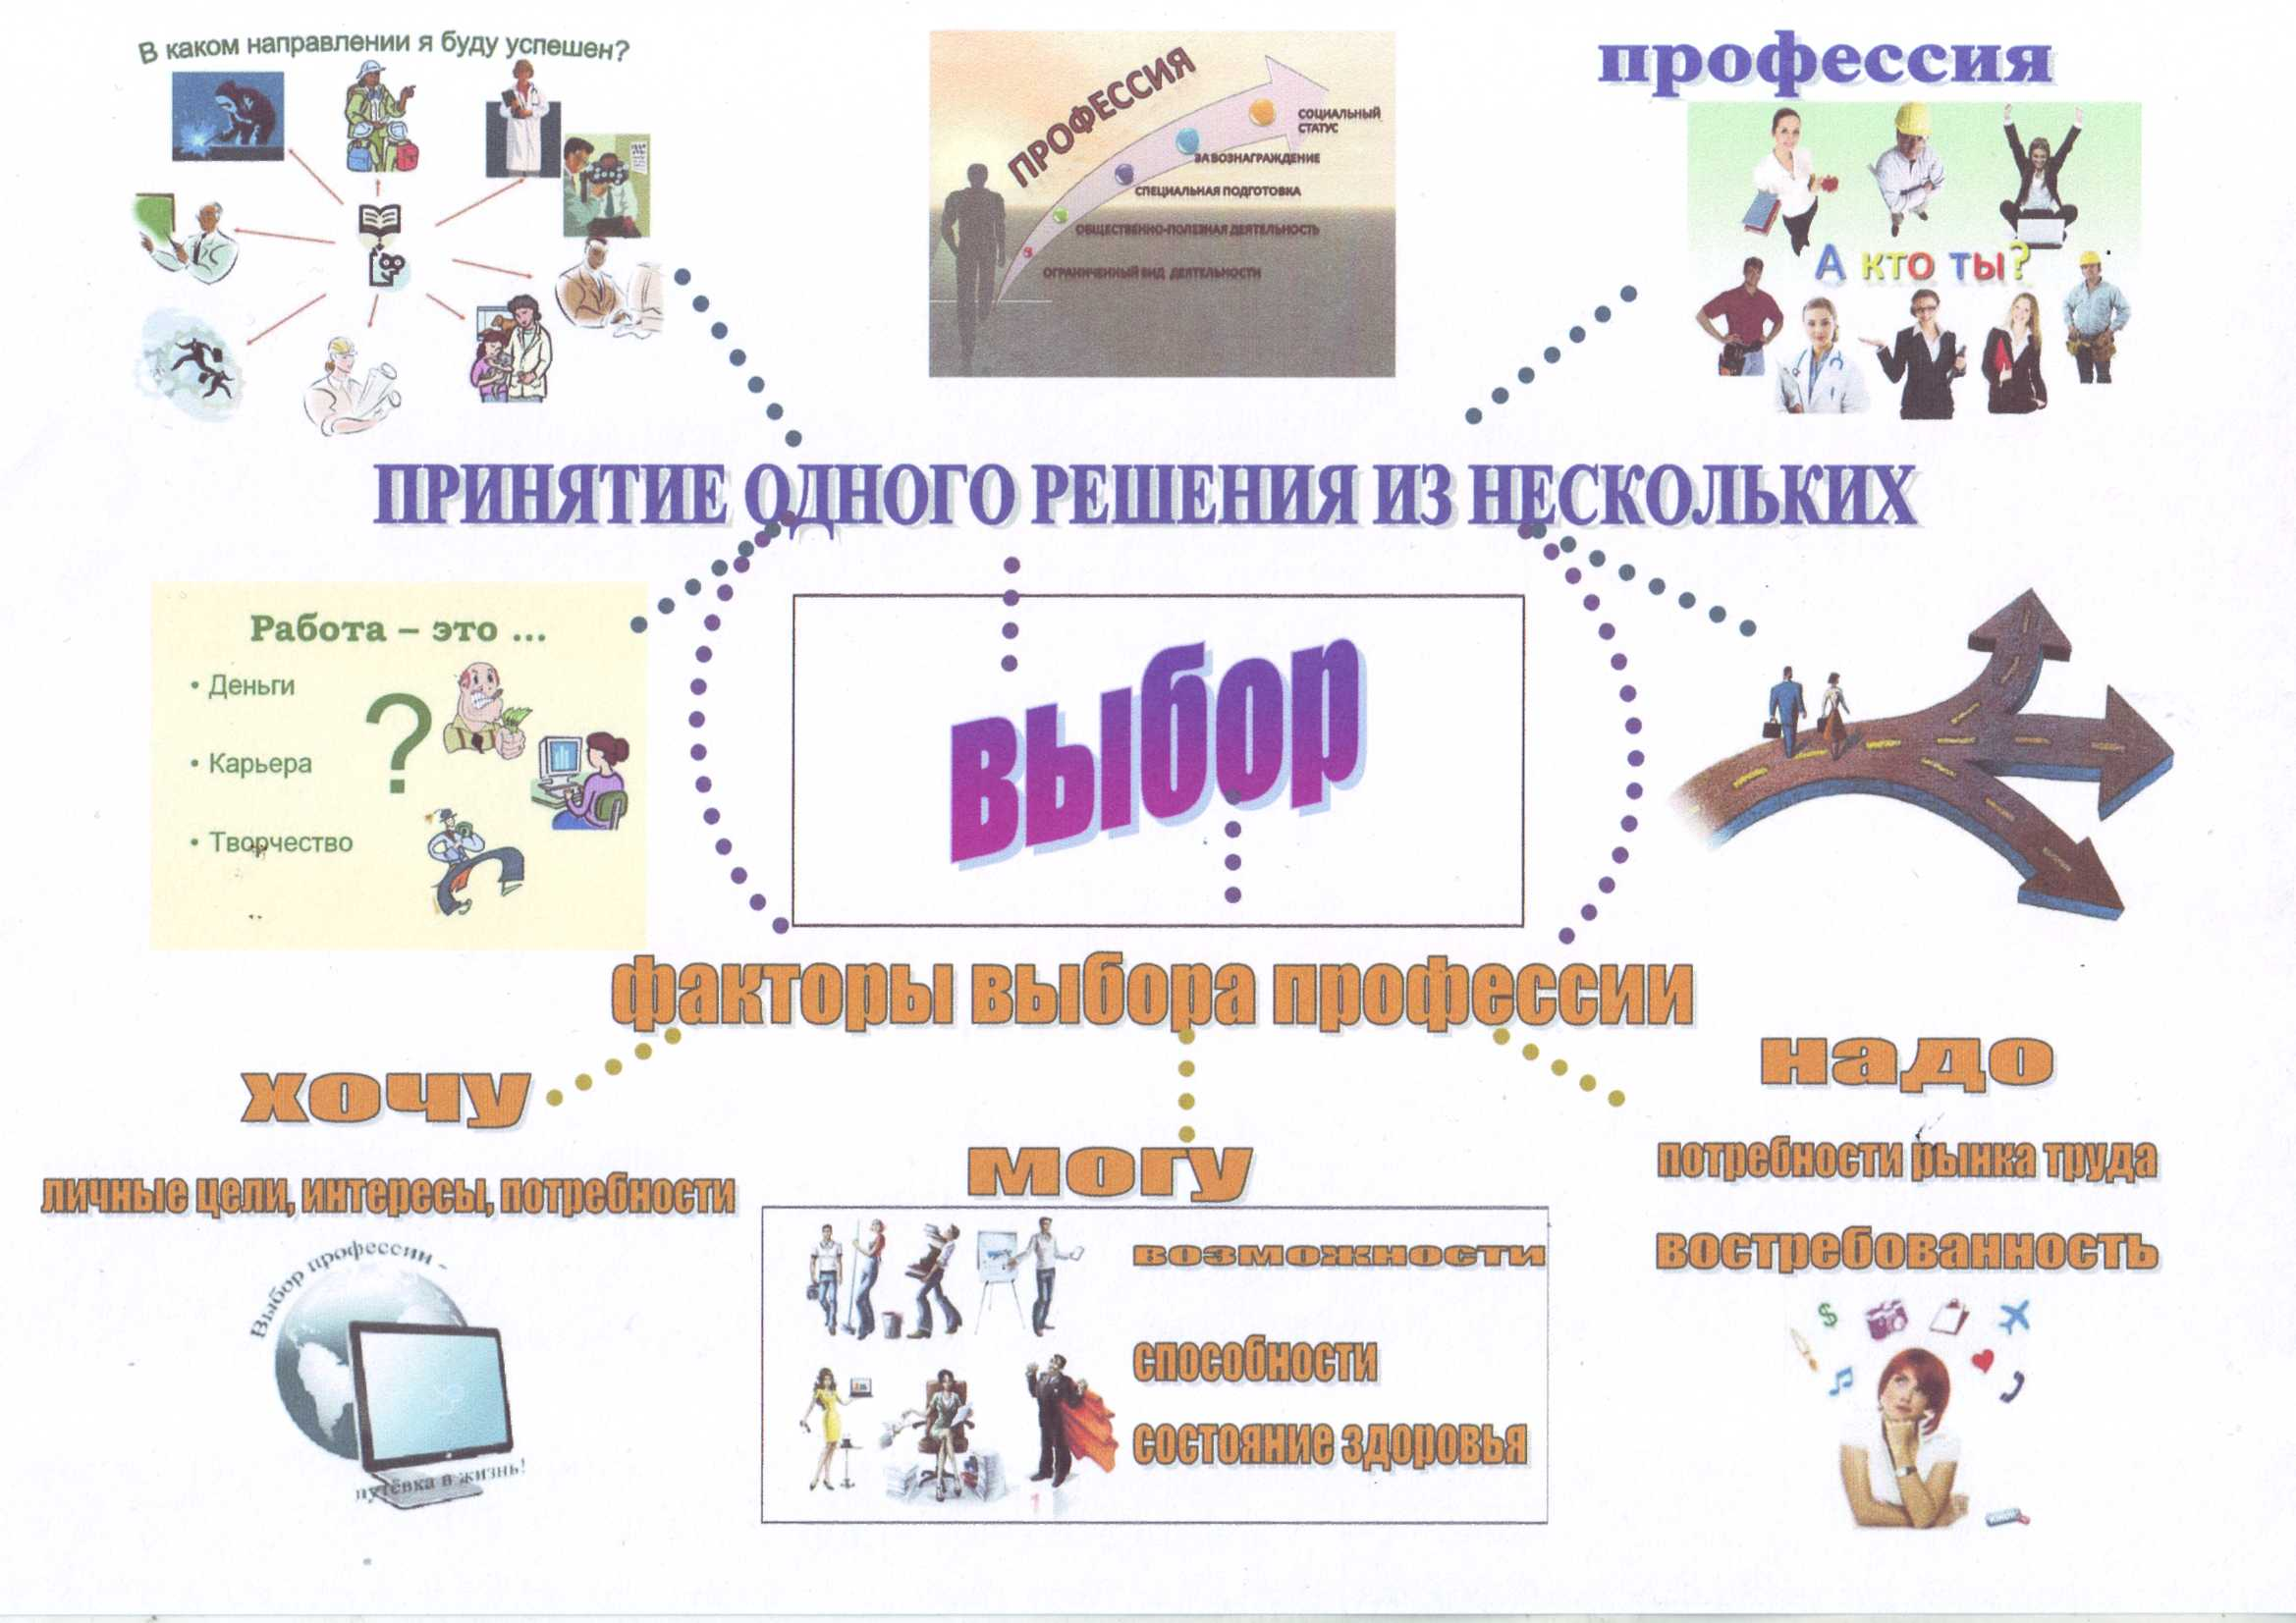 В каком направлении я буду успешен?
ПРОФЕССИЯ
СОЦИАЛЬНЫЙ
СТАТУС
ЗА ВОЗНАГРАЖДЕНИЕ
СПЕЦИАЛЬНАЯ ПОДГОТОВКА
ОБЩЕСТВЕННО-ПОЛЕЗНАЯ ДЕЯТЕЛЬНОСТЬ
ОГРАНИЧЕННЫЙ ВИД ДЕЯТЕЛЬНОСТИ
профессия
А кто ты?
ПРИНЯТИЕ ОДНОГО РЕШЕНИЯ ИЗ НЕСКОЛЬКИХ
Работа – это ...
• Деньги
• Карьера
• Творчество
?
выбор
факторы выбора профессии
хочу
личные цели, интересы, потребности
Выбор профессии -
путёвка в жизнь!
могу
возможности
способности
состояние здоровья
надо
потребности рынка труда
востребованность